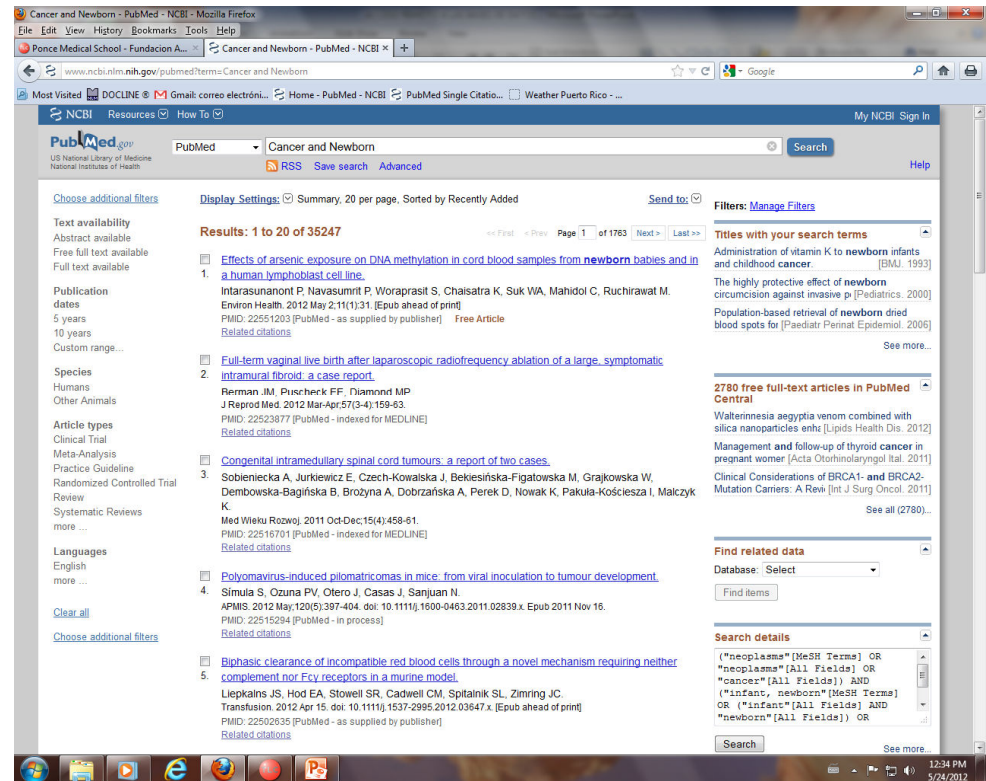 Cancer and Newborn - PubMed - NCBI - Mozilla Firefox
File Edit View History Bookmarks Tools Help
Ponce Medical School - Fundacion A... Cancer and Newborn - PubMed - NCBI
www.ncbi.nlm.nih.gov/pubmed?term=Cancer and Newborn Google
Most Visited DOCLINE ® Gmail: correo electróni... Home - PubMed - NCBI PubMed Single Citatio... Weather Puerto Rico - ...
NCBI Resources How To My NCBI Sign In
PubMed.gov
US National Library of Medicine
National Institutes of Health
PubMed Cancer and Newborn Search
RSS Save search Advanced Help
Choose additional filters
Text availability
Abstract available
Free full text available
Full text available
Publication
dates
5 years
10 years
Custom range...
Species
Humans
Other Animals
Article types
Clinical Trial
Meta-Analysis
Practice Guideline
Randomized Controlled Trial
Review
Systematic Reviews
more ...
Languages
English
more ...
Clear all
Choose additional filters
Display Settings: Summary, 20 per page, Sorted by Recently Added Send to:
Results: 1 to 20 of 35247 << First < Prev Page 1 of 1763 Next > Last >>
Effects of arsenic exposure on DNA methylation in cord blood samples from newborn babies and in
1. a human lymphoblast cell line.
Intarasunanont P, Navasumrit P, Woraprasit S, Chaisatra K, Suk WA, Mahidol C, Ruchirawat M.
Environ Health. 2012 May 2;11(1):31. [Epub ahead of print]
PMID: 22551203 [PubMed - as supplied by publisher] Free Article
Related citations
Full-term vaginal live birth after laparoscopic radiofrequency ablation of a large, symptomatic
2. intramural fibroid: a case report.
Berman JM, Puscheck EE, Diamond MP.
J Reprod Med. 2012 Mar-Apr;57(3-4):159-63.
PMID: 22523877 [PubMed - indexed for MEDLINE]
Related citations
Congenital intramedullary spinal cord tumours: a report of two cases.
3. Sobieniecka A, Jurkiewicz E, Czech-Kowalska J, Bekiesińska-Figatowska M, Grajkowska W,
Dembowska-Bagińska B, Brożyna A, Dobrzańska A, Perek D, Nowak K, Pakuła-Kościesza I, Malczyk
K.
Med Wieku Rozwoj. 2011 Oct-Dec;15(4):458-61.
PMID: 22516701 [PubMed - indexed for MEDLINE]
Related citations
Polyomavirus-induced pilomatricomas in mice: from viral inoculation to tumour development.
4. Símula S, Ozuna PV, Otero J, Casas J, Sanjuan N.
APMIS. 2012 May;120(5):397-404. doi: 10.1111/j.1600-0463.2011.02839.x. Epub 2011 Nov 16.
PMID: 22515294 [PubMed - in process]
Related citations
Biphasic clearance of incompatible red blood cells through a novel mechanism requiring neither
5. complement nor Fcγ receptors in a murine model.
Liepkalns JS, Hod EA, Stowell SR, Cadwell CM, Spitalnik SL, Zimring JC.
Transfusion. 2012 Apr 15. doi: 10.1111/j.1537-2995.2012.03647.x. [Epub ahead of print]
PMID: 22502635 [PubMed - as supplied by publisher]
Related citations
Filters: Manage Filters
Titles with your search terms
Administration of vitamin K to newborn infants
and childhood cancer. [BMJ. 1993]
The highly protective effect of newborn
circumcision against invasive p [Pediatrics. 2000]
Population-based retrieval of newborn dried
blood spots for [Paediatr Perinat Epidemiol. 2006]
See more...
2780 free full-text articles in PubMed
Central
Walterinnesia aegyptia venom combined with
silica nanoparticles enha [Lipids Health Dis. 2012]
Management and follow-up of thyroid cancer in
pregnant women [Acta Otorhinolaryngol Ital. 2011]
Clinical Considerations of BRCA1- and BRCA2-
Mutation Carriers: A Revi [Int J Surg Oncol. 2011]
See all (2780)...
Find related data
Database: Select
Find items
Search details
("neoplasms"[MeSH Terms] OR
"neoplasms"[All Fields] OR
"cancer"[All Fields]) AND
("infant, newborn"[MeSH Terms]
OR ("infant"[All Fields] AND
"newborn"[All Fields]) OR
Search
See more...
12:34 PM
5/24/2012